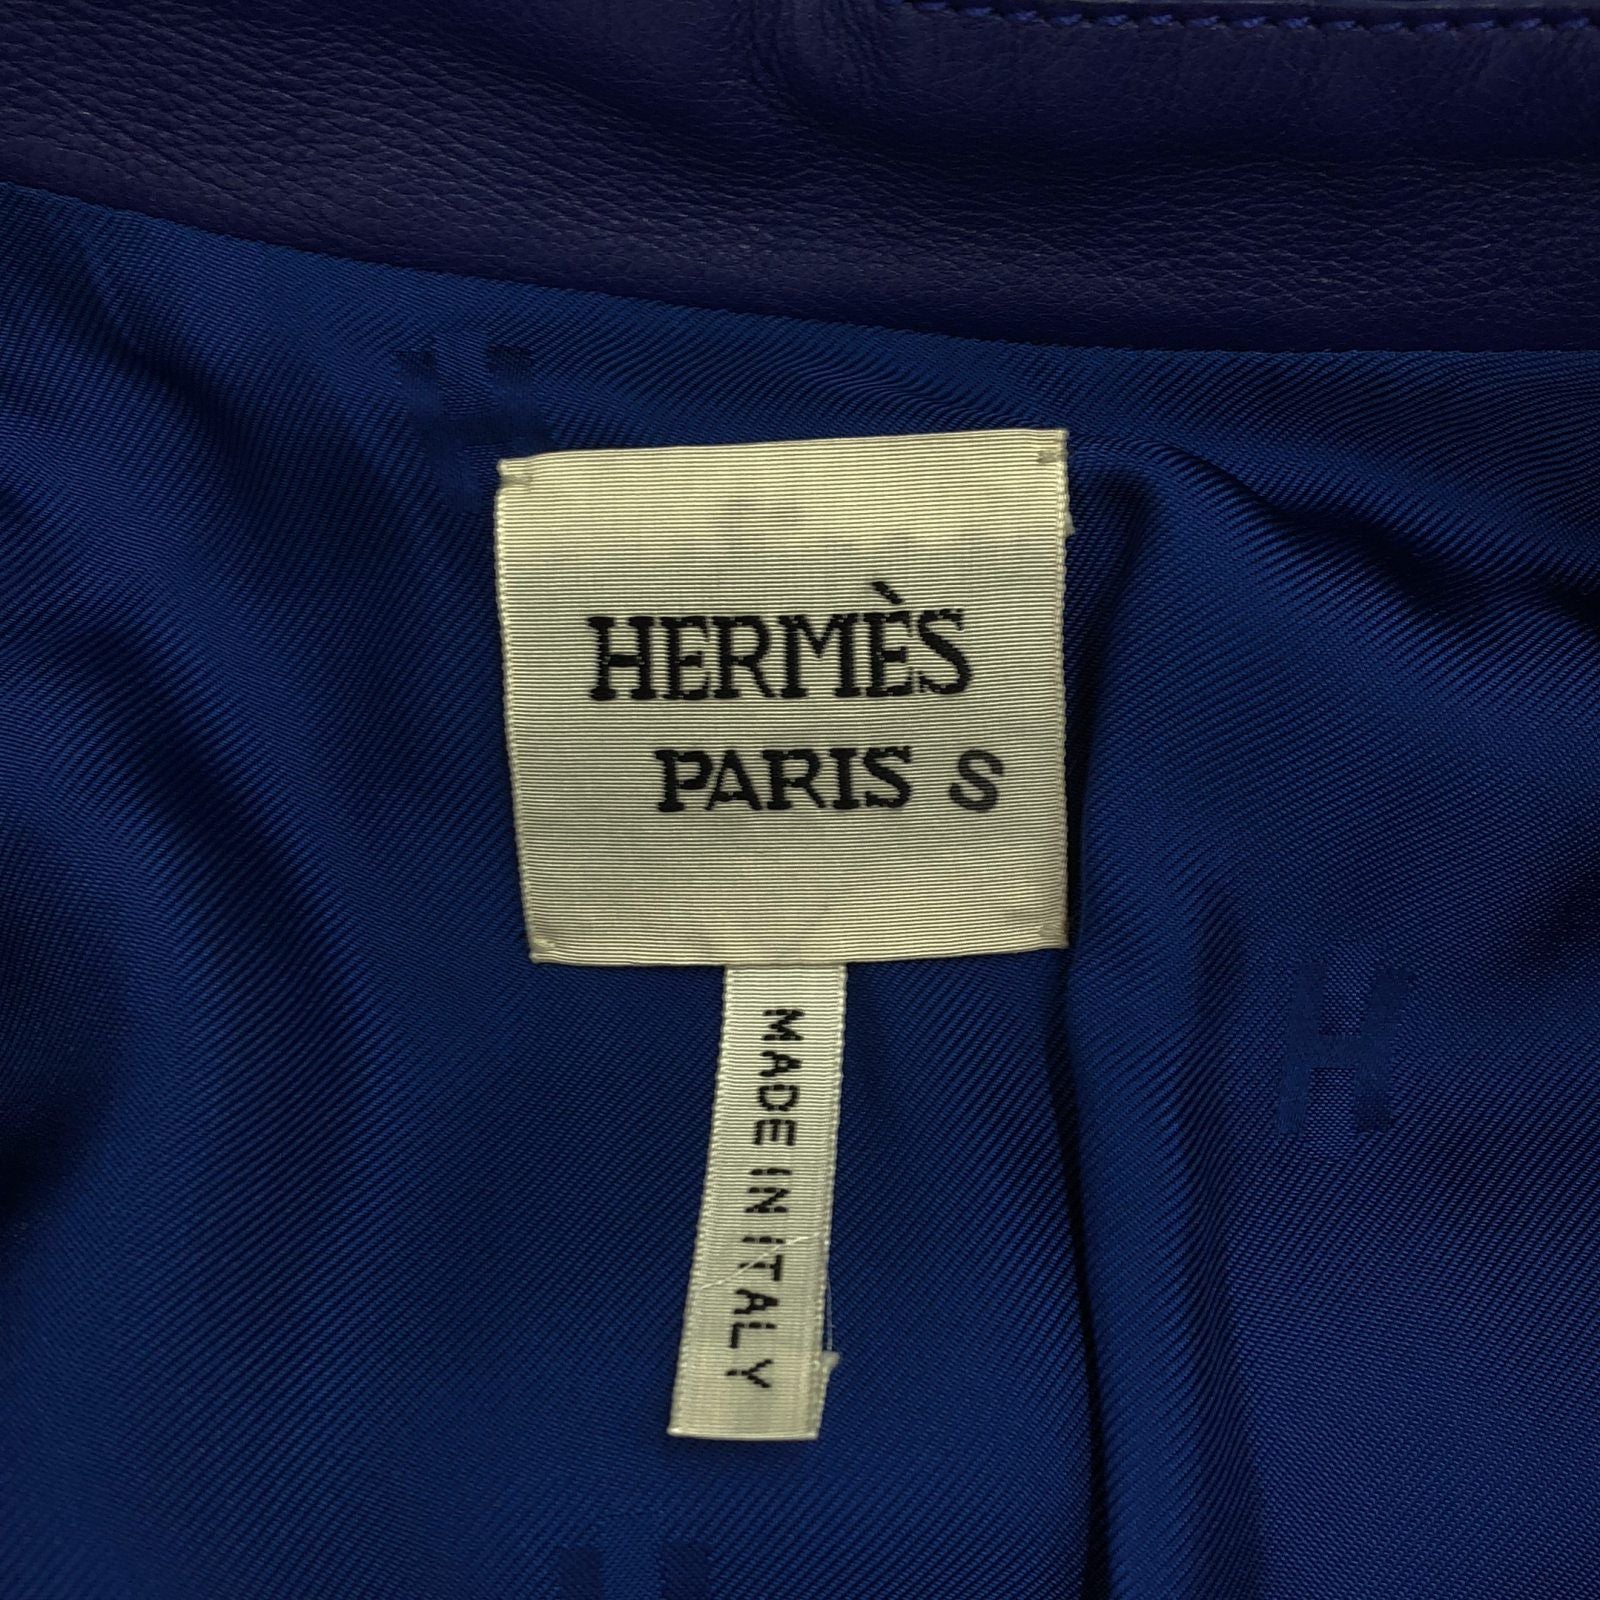 HERMÈS
PARIS S
MADE IN ITALY
H